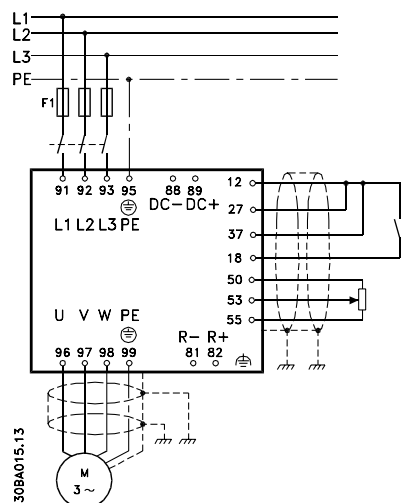 L1
L2
L3
PE
F1
91 92 93 95 88 89
DC- DC+
L1 L2 L3 PE
12
27
37
18
50
53
55
U V W PE
R- R+
96 97 98 99 81 82
M
3~
30BA015.13